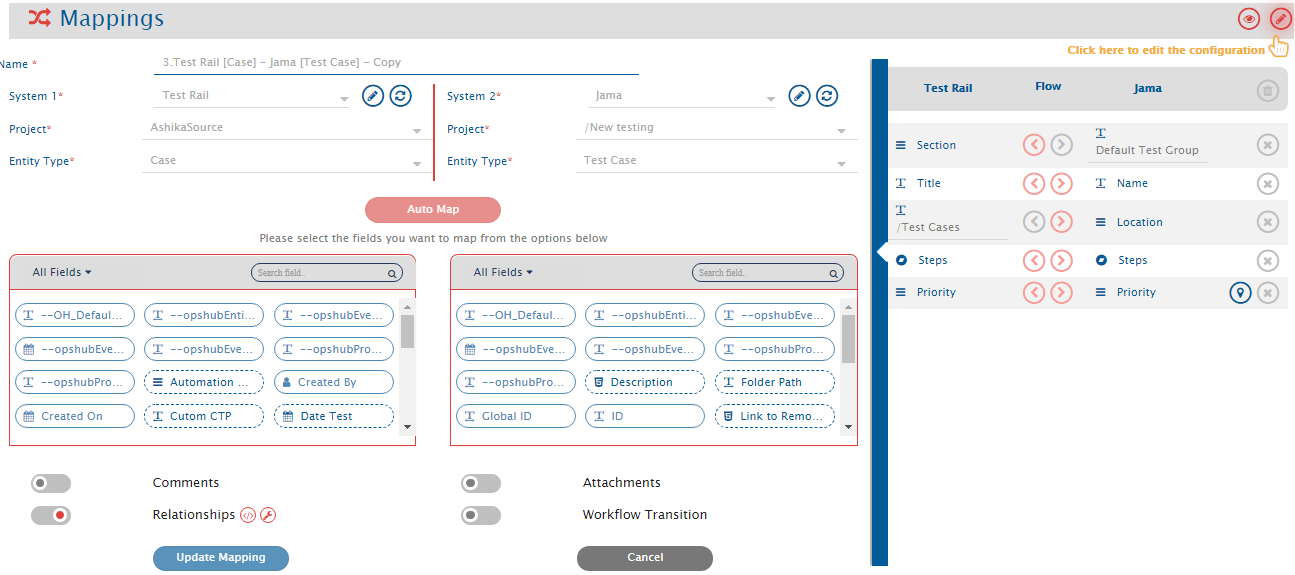 Mappings
Click here to edit the configuration
Name *
3.Test Rail [Case] - Jama [Test Case] - Copy
System 1*
Test Rail
System 2*
Jama
Project*
AshikaSource
Project*
/New testing
Entity Type*
Case
Entity Type*
Test Case
Auto Map
Please select the fields you want to map from the options below
All Fields
Search field..
--OH_Defaul...
--opshubEnti...
--opshubEve...
--opshubEve...
--opshubEve...
--opshubPro...
--opshubPro...
Automation ...
Created By
Created On
Cutom CTP
Date Test
All Fields
Search field..
--OH_Defaul...
--opshubEnti...
--opshubEve...
--opshubEve...
--opshubEve...
--opshubPro...
--opshubPro...
Description
Folder Path
Global ID
ID
Link to Remo...
Comments
Attachments
Relationships
Workflow Transition
Update Mapping
Cancel
Test Rail
Flow
Jama
Section
Default Test Group
Title
Name
/Test Cases
Location
Steps
Steps
Priority
Priority